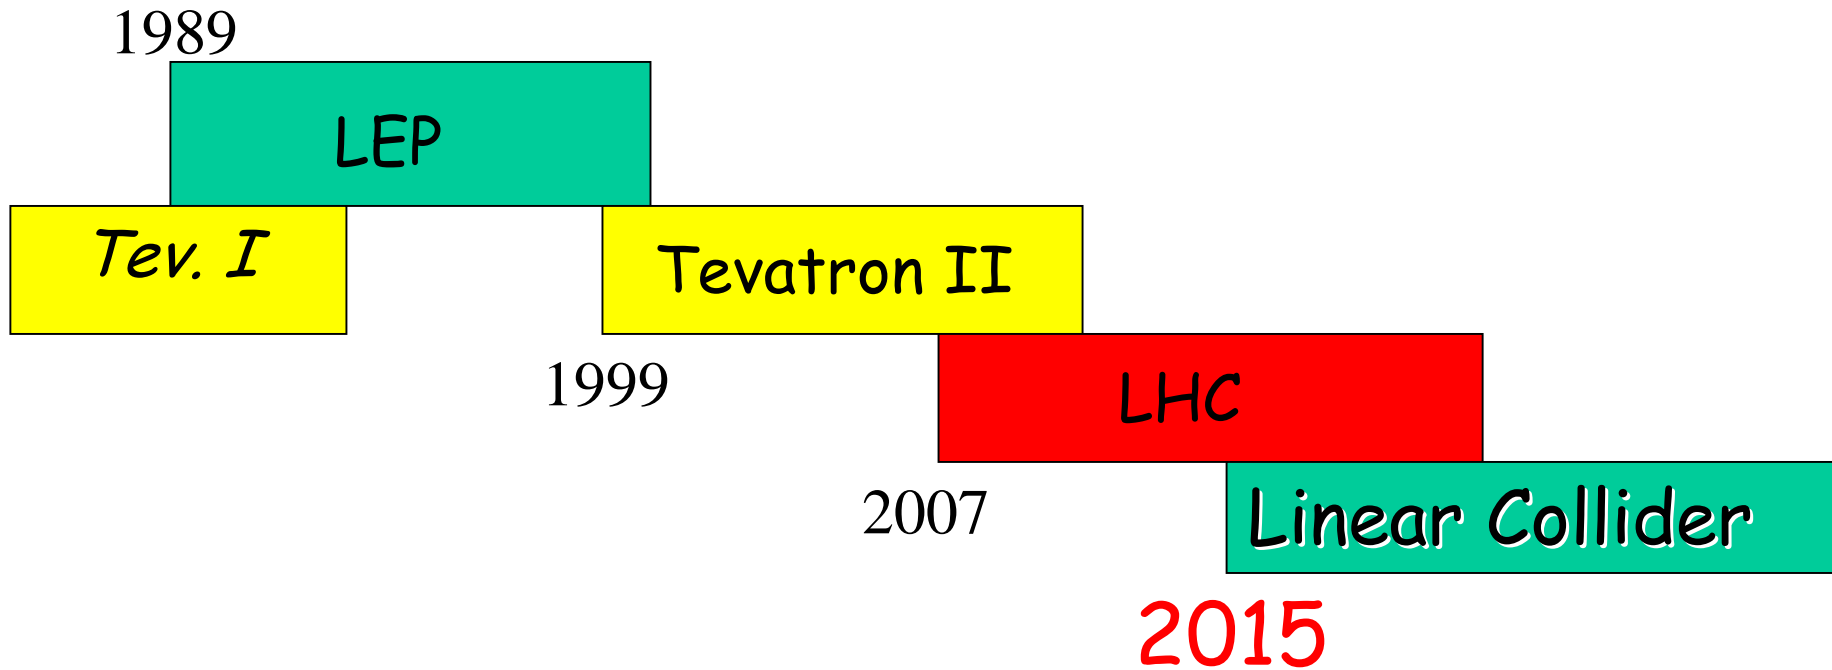 1989
LEP
Tev. I
Tevatron II
1999
LHC
2007
Linear Collider
2015